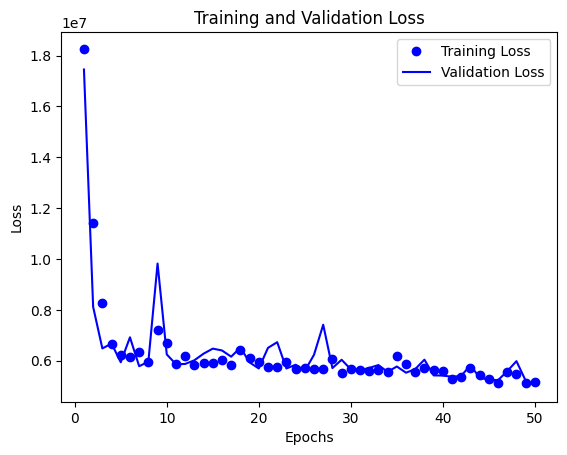 Training and Validation Loss
1e7
Training Loss
Validation Loss
1.8
1.6
1.4
1.2
1.0
0.8
0.6
Loss
0
10
20
30
40
50
Epochs